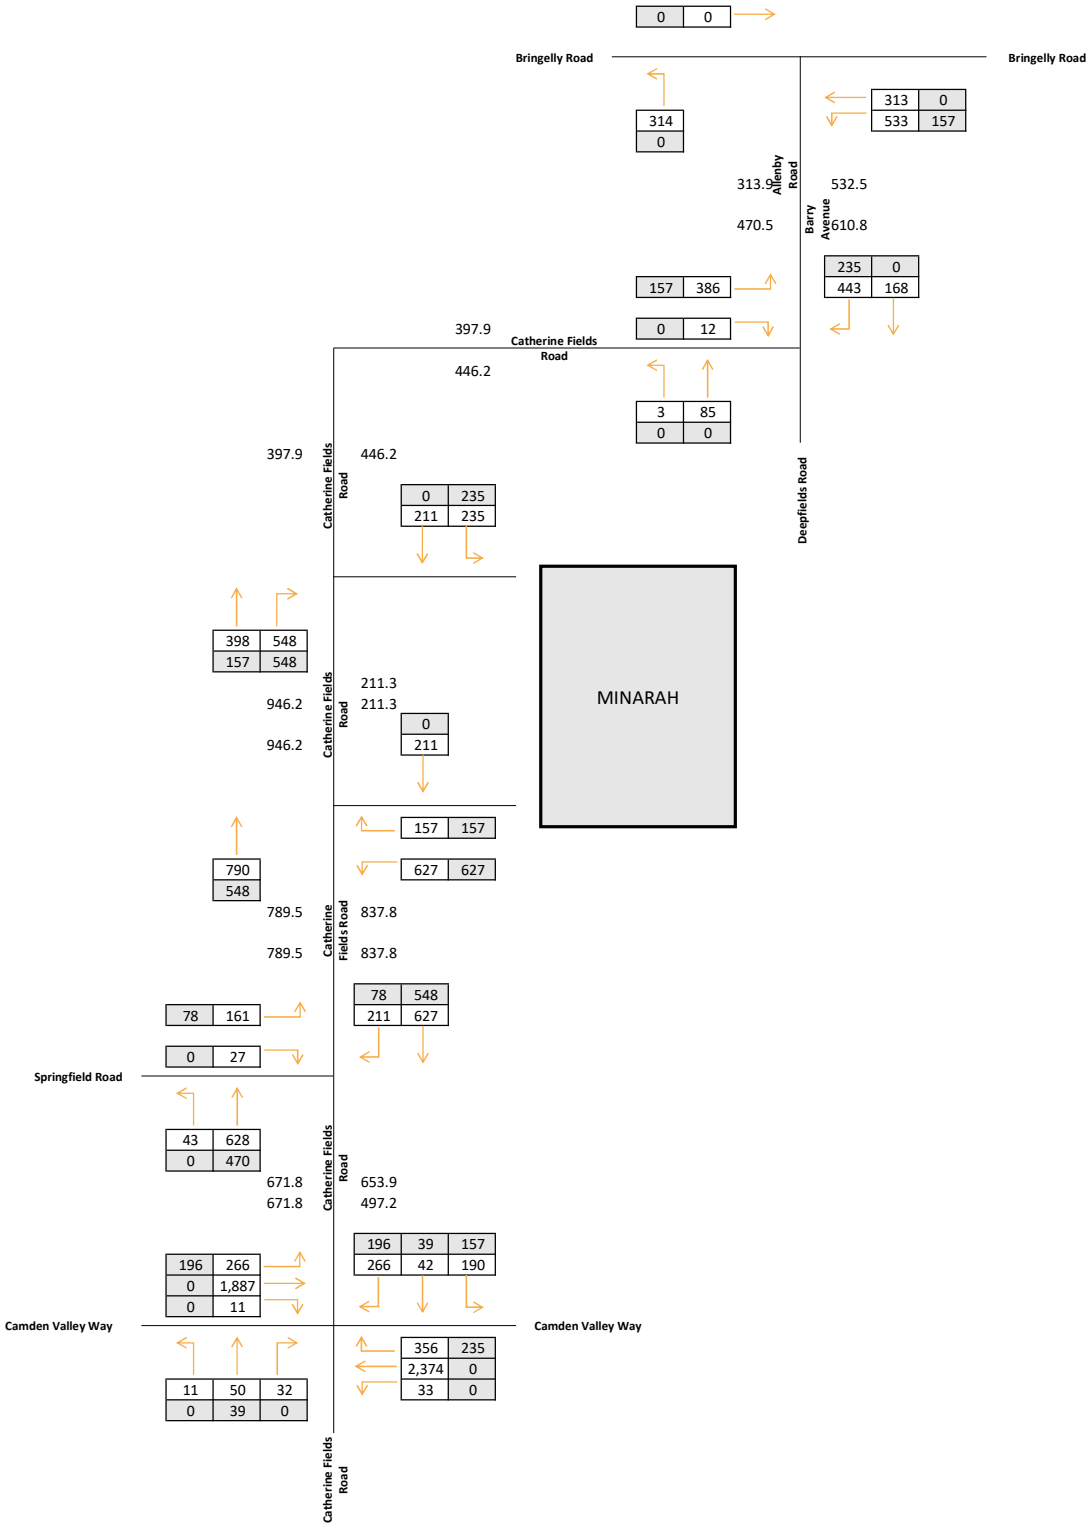 0 0
Bringelly Road
Bringelly Road
313 0
533 157
314
0
Allenby
Road
313.9
532.5
Barry
Avenue
470.5
610.8
235 0
443 168
157 386
0 12
397.9
Catherine Fields
Road
446.2
3 85
0 0
Deepfields Road
397.9
Catherine Fields
Road
446.2
0 235
211 235
398 548
157 548
MINARAH
211.3
946.2
211.3
Catherine Fields
Road
946.2
0
211
157 157
627 627
790
548
789.5
837.8
Catherine
Fields Road
789.5
837.8
78 548
211 627
78 161
0 27
Springfield Road
43 628
0 470
Catherine Fields
Road
671.8
653.9
671.8
497.2
196 39 157
266 42 190
196 266
0 1,887
0 11
Camden Valley Way
Camden Valley Way
356 235
2,374 0
33 0
11 50 32
0 39 0
Catherine Fields
Road